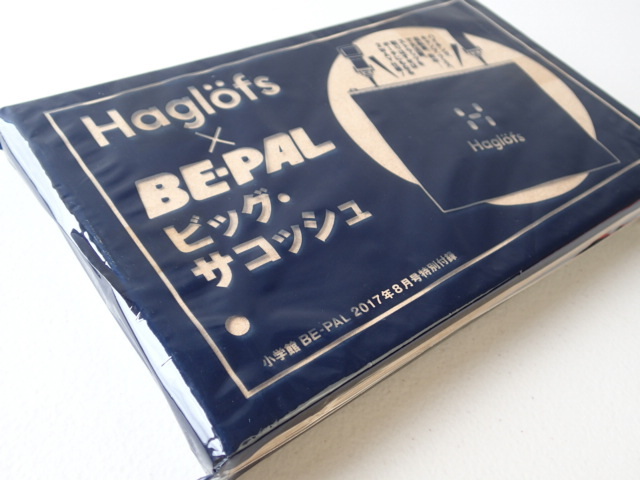 Haglöfs
×
BE-PAL
ビッグ・
サコッシュ
小学館 BE-PAL 2017年8月号特別付録
Haglöfs